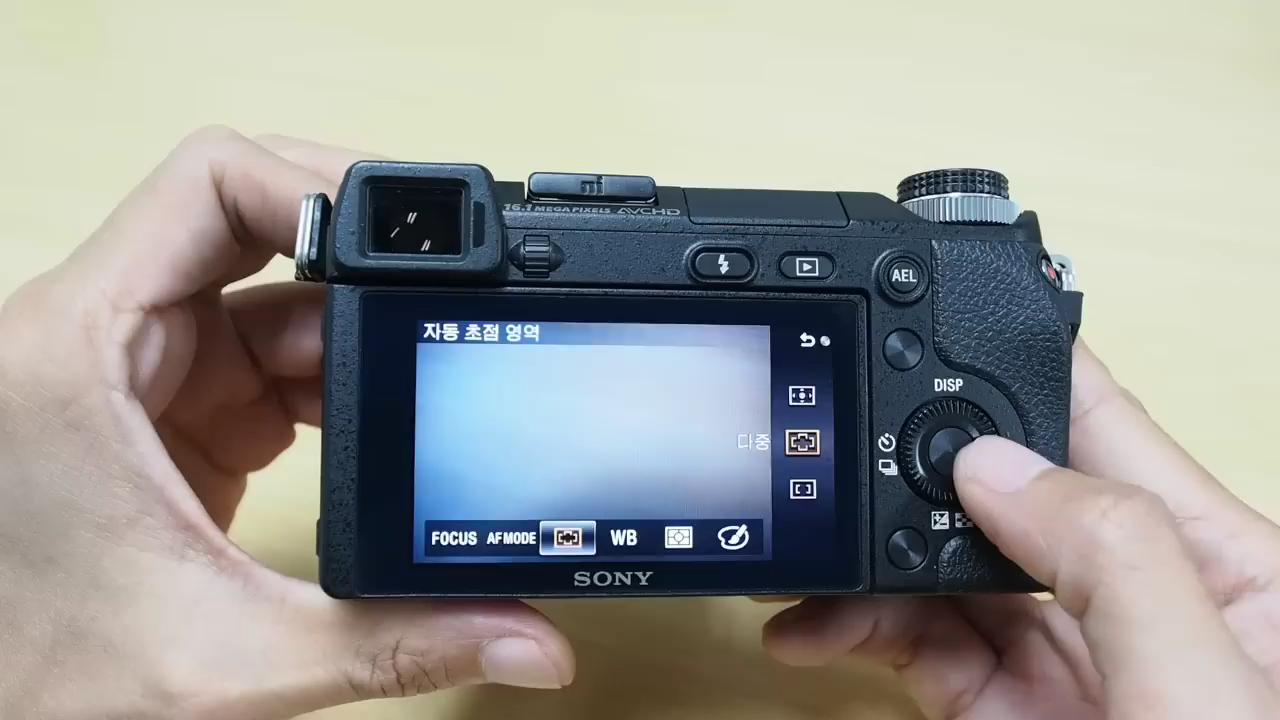 mi
16.1 MEGA PIXELS AVCHD
AEL
자동 초점 영역
DISP
다중
FOCUS AF MODE WB
SONY